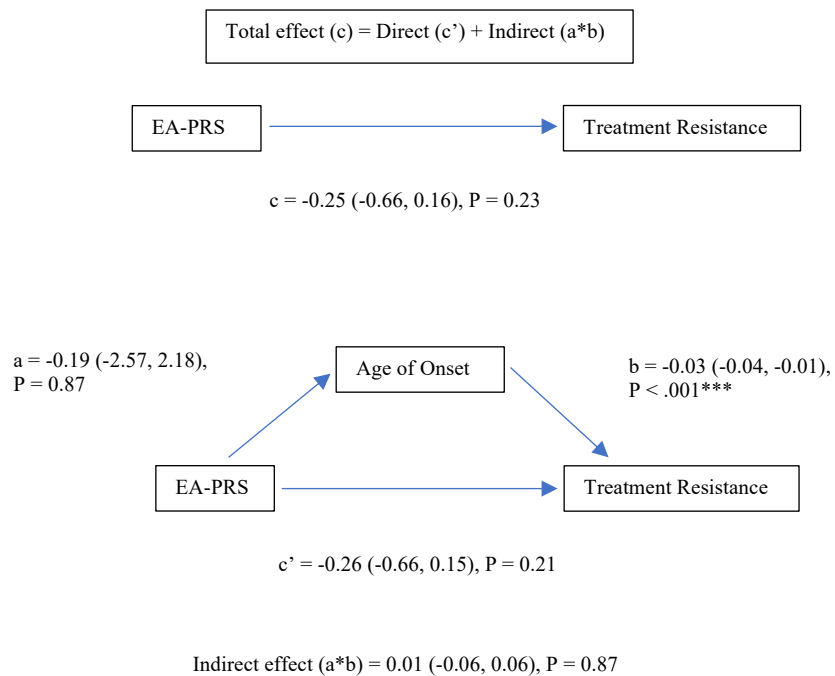 Total effect (c) = Direct (c’) + Indirect (a*b)
EA-PRS
Treatment Resistance
c = -0.25 (-0.66, 0.16), P = 0.23
a = -0.19 (-2.57, 2.18),
P = 0.87
Age of Onset
b = -0.03 (-0.04, -0.01),
P < .001***
EA-PRS
Treatment Resistance
c’ = -0.26 (-0.66, 0.15), P = 0.21
Indirect effect (a*b) = 0.01 (-0.06, 0.06), P = 0.87